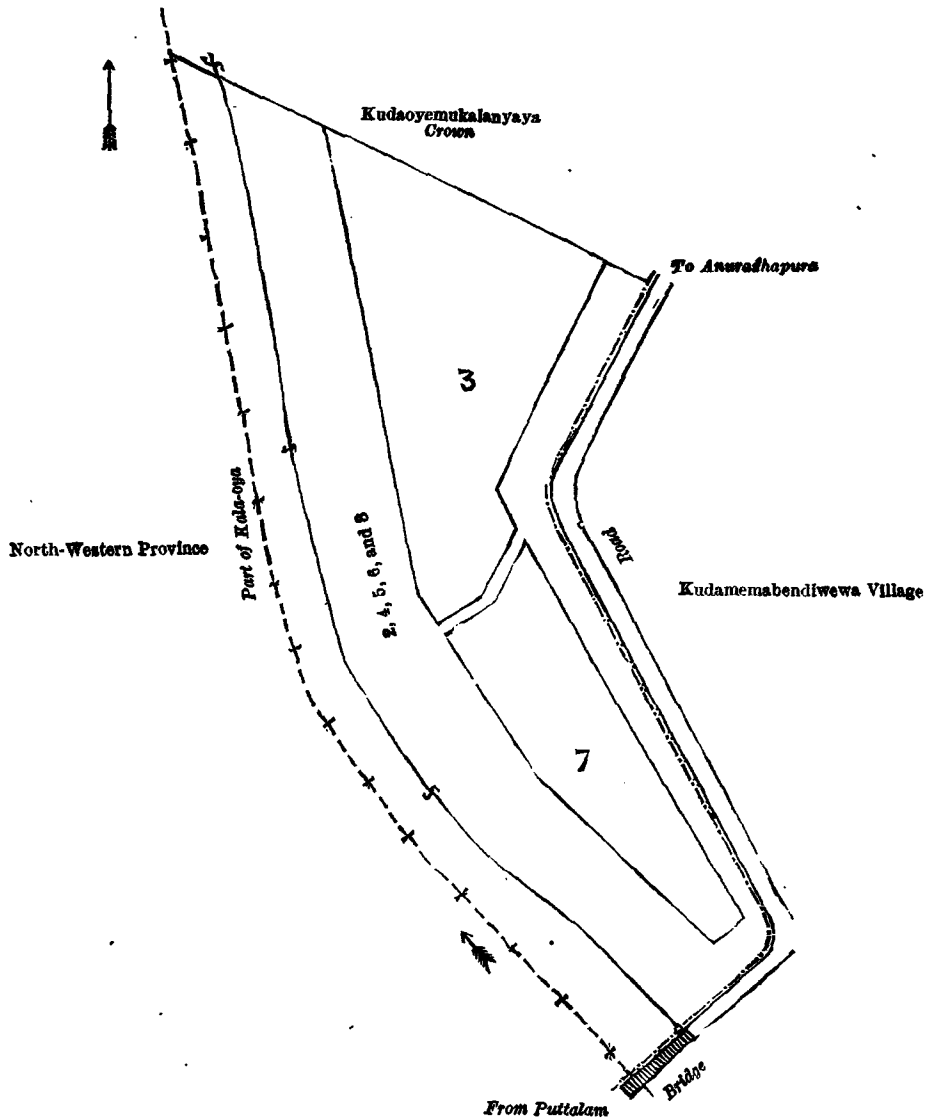 Kudaoyemukalanyaya
Crown
To Anuradhapura
3
Part of Kala-oya
2, 4, 5, 6, and 8
North-Western Province
Road
Kudamemabendiwewa Village
7
Bridge
From Puttalam